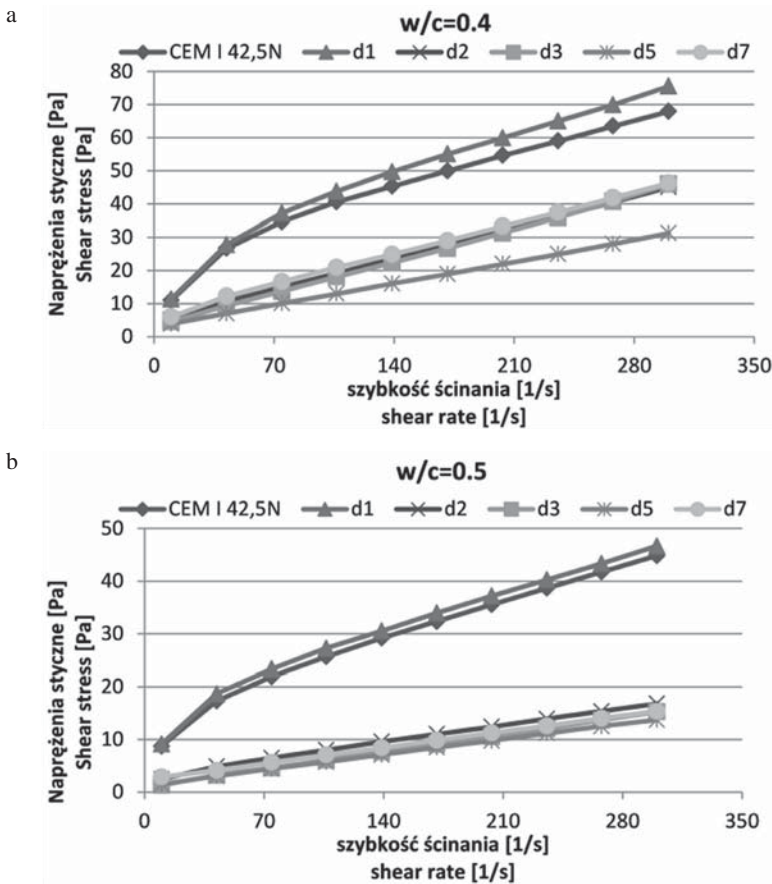 a
w/c=0.4
CEM I 42,5N d1 d2 d3 d5 d7
Naprężenia styczne [Pa]
Shear stress [Pa]
80
70
60
50
40
30
20
10
0
0 70 140 210 280 350
szybkość ścinania [1/s]
shear rate [1/s]
b
w/c=0.5
CEM I 42,5N d1 d2 d3 d5 d7
Naprężenia styczne [Pa]
Shear stress [Pa]
50
40
30
20
10
0
0 70 140 210 280 350
szybkość ścinania [1/s]
shear rate [1/s]